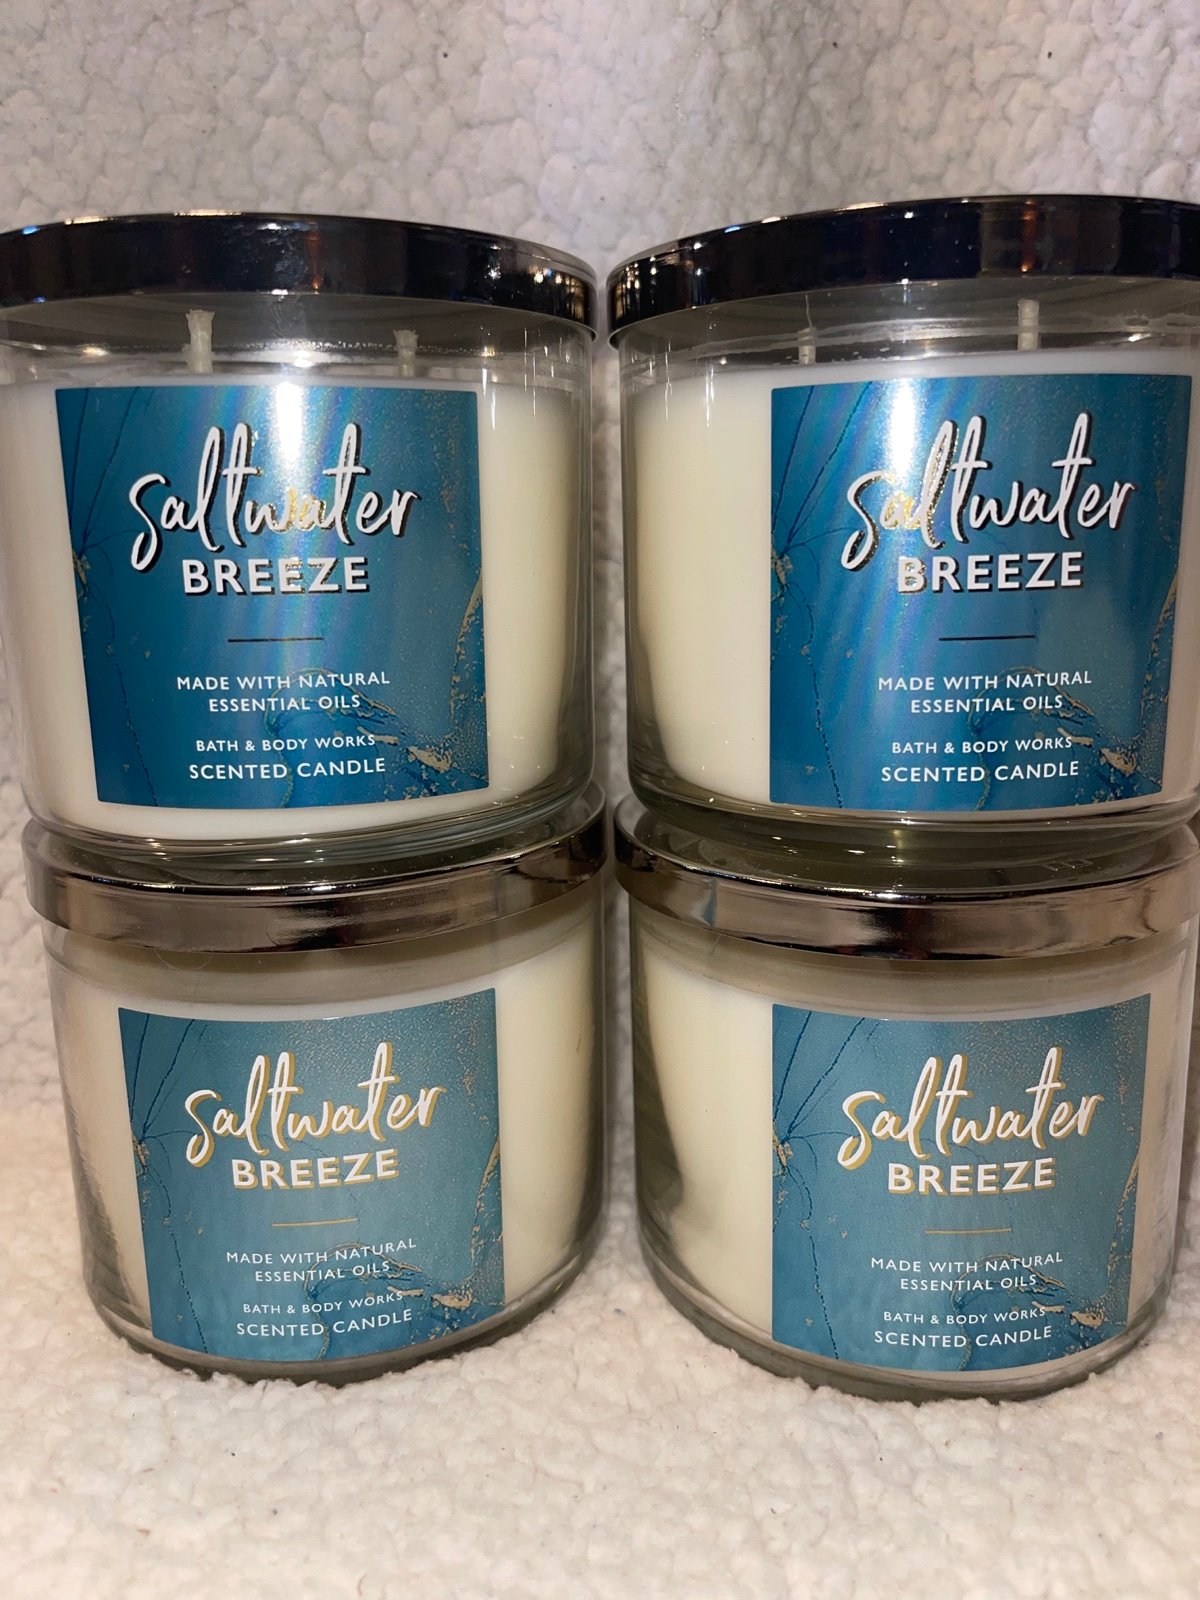 Saltwater
BREEZE
MADE WITH NATURAL
ESSENTIAL OILS
BATH & BODY WORKS
SCENTED CANDLE
Saltwater
BREEZE
MADE WITH NATURAL
ESSENTIAL OILS
BATH & BODY WORKS
SCENTED CANDLE
Saltwater
BREEZE
MADE WITH NATURAL
ESSENTIAL OILS
BATH & BODY WORKS
SCENTED CANDLE
Saltwater
BREEZE
MADE WITH NATURAL
ESSENTIAL OILS
BATH & BODY WORKS
SCENTED CANDLE